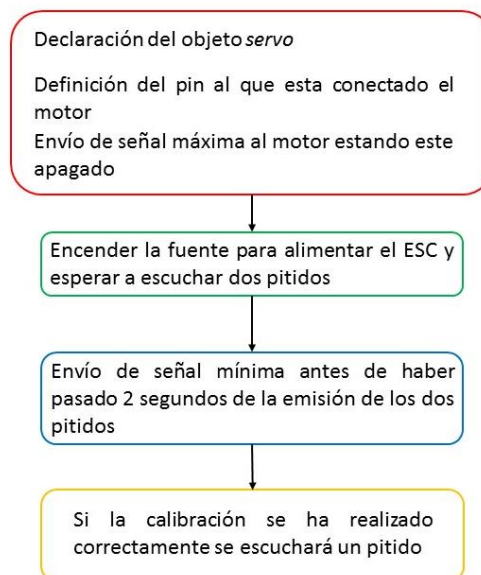 Declaración del objeto servo
Definición del pin al que esta conectado el
motor
Envío de señal máxima al motor estando este
apagado
Encender la fuente para alimentar el ESC y
esperar a escuchar dos pitidos
Envío de señal mínima antes de haber
pasado 2 segundos de la emisión de los dos
pitidos
Si la calibración se ha realizado
correctamente se escuchará un pitido